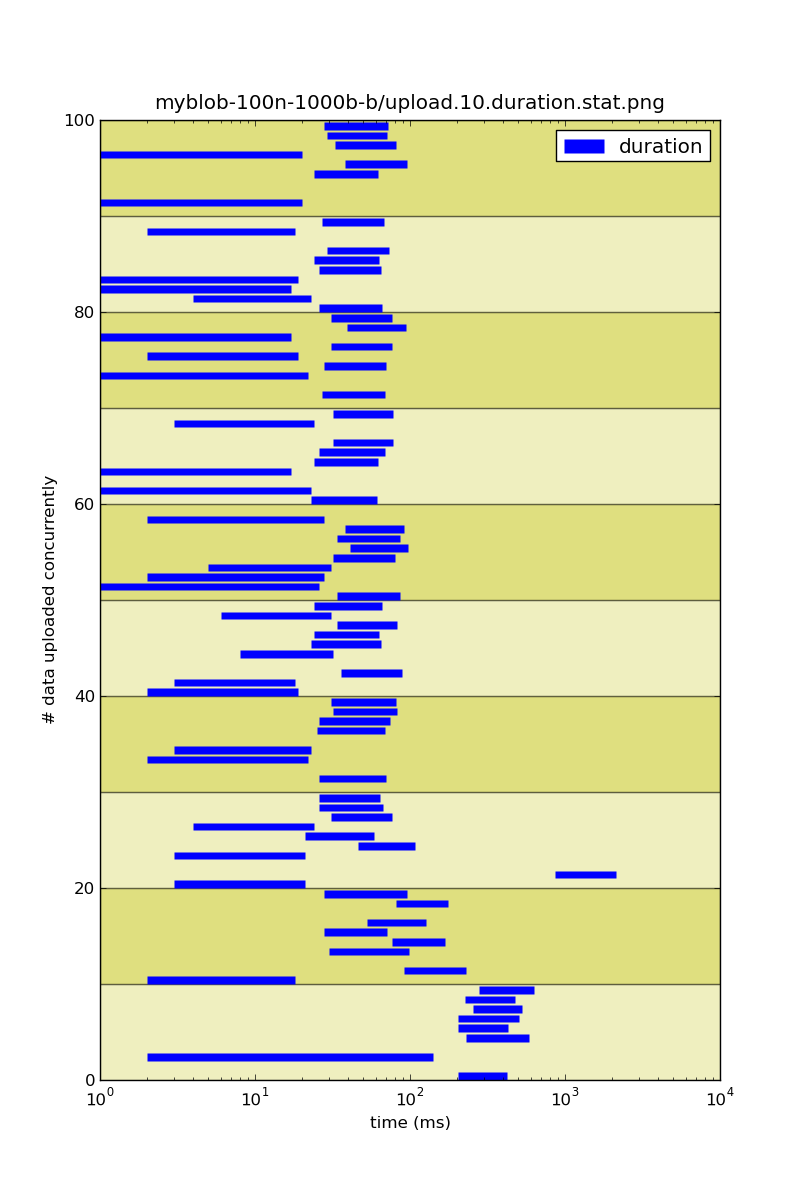 myblob-100n-1000b-b/upload.10.duration.stat.png
duration
100
80
60
40
20
0
# data uploaded concurrently
10⁰ 10¹ 10² 10³ 10⁴
time (ms)